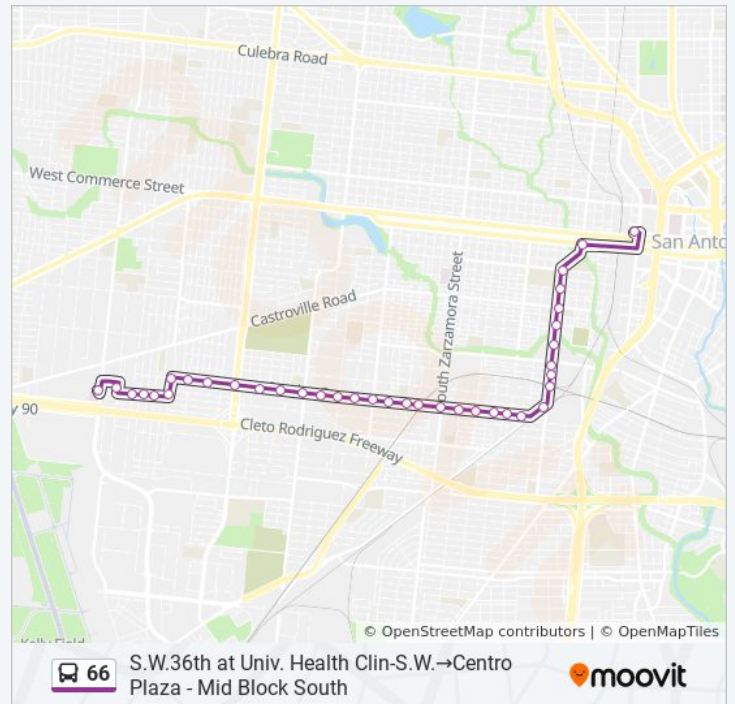 Culebra Road
West Commerce Street
San Anto
South Zarzamora Street
Castroville Road
y 90
Cleto Rodriguez Freeway
© OpenStreetMap contributors | © OpenMapTiles
66
S.W.36th at Univ. Health Clin-S.W.→Centro
Plaza - Mid Block South
moovit